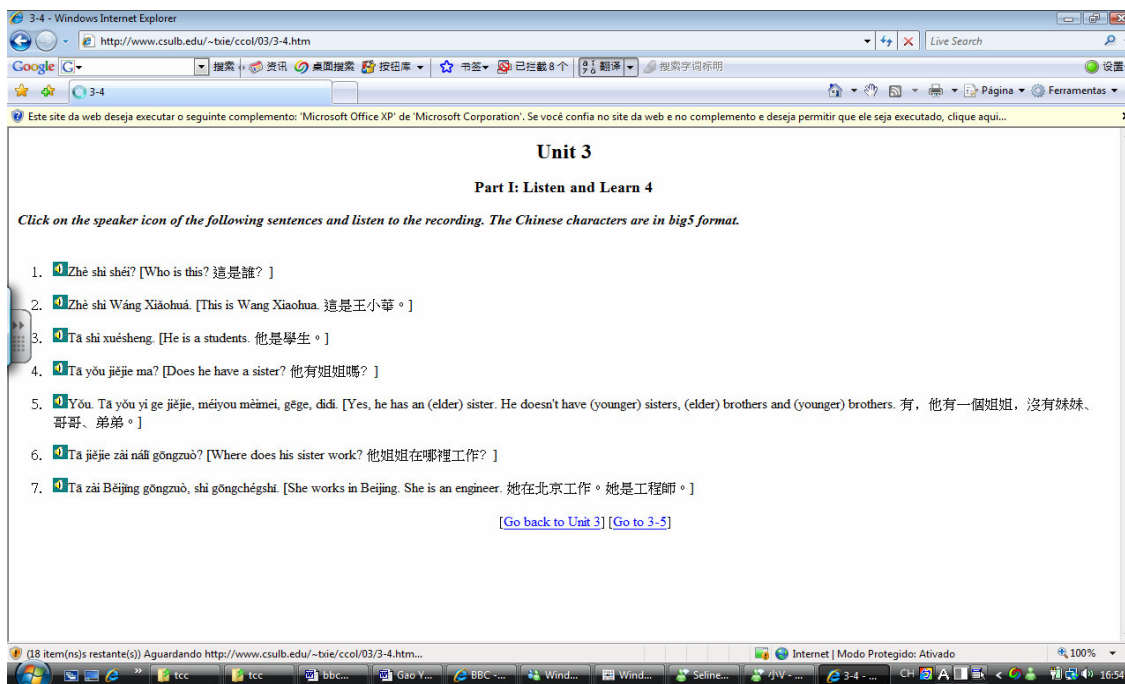 3-4 - Windows Internet Explorer
http://www.csulb.edu/~txie/ccol/03/3-4.htm
Live Search
Google
搜索
资讯
桌面搜索
按钮库
书签
已拦截8个
翻译
搜索字词标明
设置
3-4
Página
Ferramentas
Este site da web deseja executar o seguinte complemento: 'Microsoft Office XP' de 'Microsoft Corporation'. Se você confia no site da web e no complemento e deseja permitir que ele seja executado, clique aqui...
Unit 3
Part I: Listen and Learn 4
Click on the speaker icon of the following sentences and listen to the recording. The Chinese characters are in big5 format.
1. Zhè shì shéi? [Who is this? 這是誰? ]
2. Zhè shì Wáng Xiǎohuá. [This is Wang Xiaohua. 這是王小華。]
3. Tā shì xuésheng. [He is a students. 他是學生。]
4. Tā yǒu jiějie ma? [Does he have a sister? 他有姐姐嗎? ]
5. Yǒu. Tā yǒu yí ge jiějie, méiyou mèimei, gēge, dìdi. [Yes, he has an (elder) sister. He doesn't have (young​er) sisters, (elder) brothers and (younger) brothers. 有，他有一個姐姐，沒有妹妹、
哥哥、弟弟。]
6. Tā jiějie zài nálǐ gōngzuò? [Where does his sister work? 他姐姐在哪裡工作? ]
7. Tā zài Běijīng gōngzuò, shì gōngchéngshī. [She works in Beijing. She is an engineer. 她在北京工作。她是工程師。]
[Go back to Unit 3] [Go to 3-5]
(18 item(ns)s restante(s)) Aguardando http://www.csulb.edu/~txie/ccol/03/3-4.htm...
Internet | Modo Protegido: Ativado
100%
tcc
tcc
bbc...
Gao Y...
BBC -...
Wind...
Wind...
Seline...
小V - ...
3-4 - ...
CH
16:54